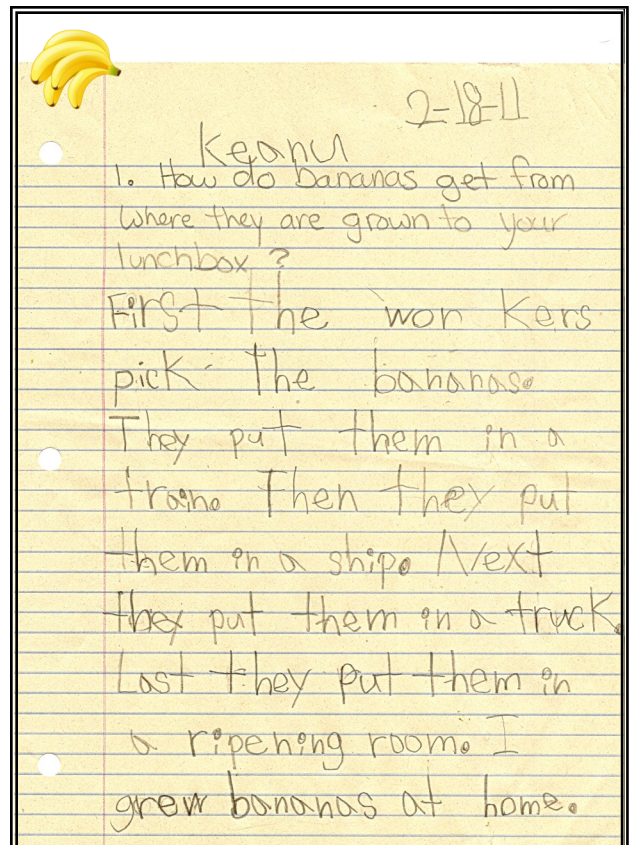 2-18-11
Keanu
1. How do bananas get from
where they are grown to your
lunchbox ?
First the wor kers
pick the bananas.
They put them in a
train. Then they put
them in a ship. Next
they put them in a truck.
Last they put them in
a ripening room. I
grew bananas at home.